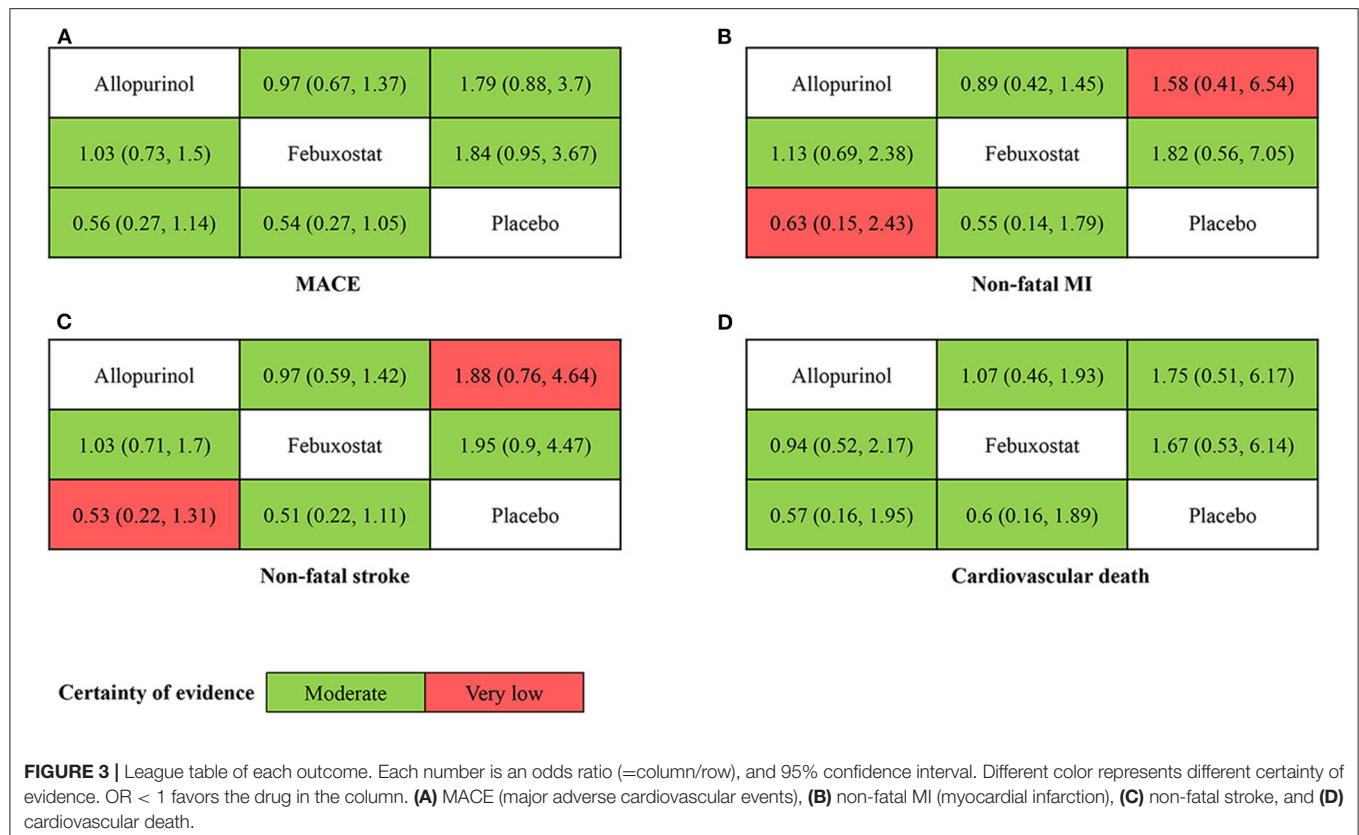 A
Allopurinol 0.97 (0.67, 1.37) 1.79 (0.88, 3.7)
1.03 (0.73, 1.5) Febuxostat 1.84 (0.95, 3.67)
0.56 (0.27, 1.14) 0.54 (0.27, 1.05) Placebo
MACE
B
Allopurinol 0.89 (0.42, 1.45) 1.58 (0.41, 6.54)
1.13 (0.69, 2.38) Febuxostat 1.82 (0.56, 7.05)
0.63 (0.15, 2.43) 0.55 (0.14, 1.79) Placebo
Non-fatal MI
C
Allopurinol 0.97 (0.59, 1.42) 1.88 (0.76, 4.64)
1.03 (0.71, 1.7) Febuxostat 1.95 (0.9, 4.47)
0.53 (0.22, 1.31) 0.51 (0.22, 1.11) Placebo
Non-fatal stroke
D
Allopurinol 1.07 (0.46, 1.93) 1.75 (0.51, 6.17)
0.94 (0.52, 2.17) Febuxostat 1.67 (0.53, 6.14)
0.57 (0.16, 1.95) 0.6 (0.16, 1.89) Placebo
Cardiovascular death
Certainty of evidence Moderate Very low
FIGURE 3 | League table of each outcome. Each number is an odds ratio (=column/row), and 95% confidence interval. Different color represents different certainty of
evidence. OR < 1 favors the drug in the column. (A) MACE (major adverse cardiovascular events), (B) non-fatal MI (myocardial infarction), (C) non-fatal stroke, and (D)
cardiovascular death.